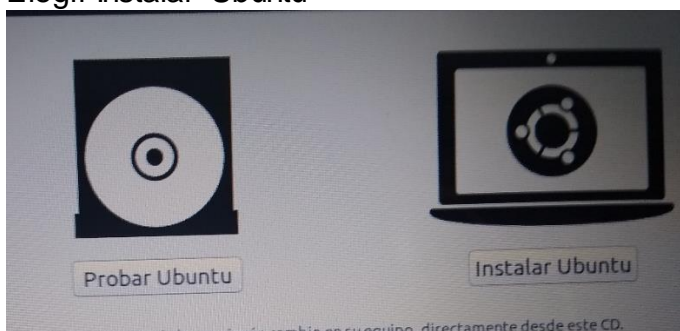 Elegir Instalar Ubuntu
Probar Ubuntu
Instalar Ubuntu
cambio en su equipo, directamente desde este CD.